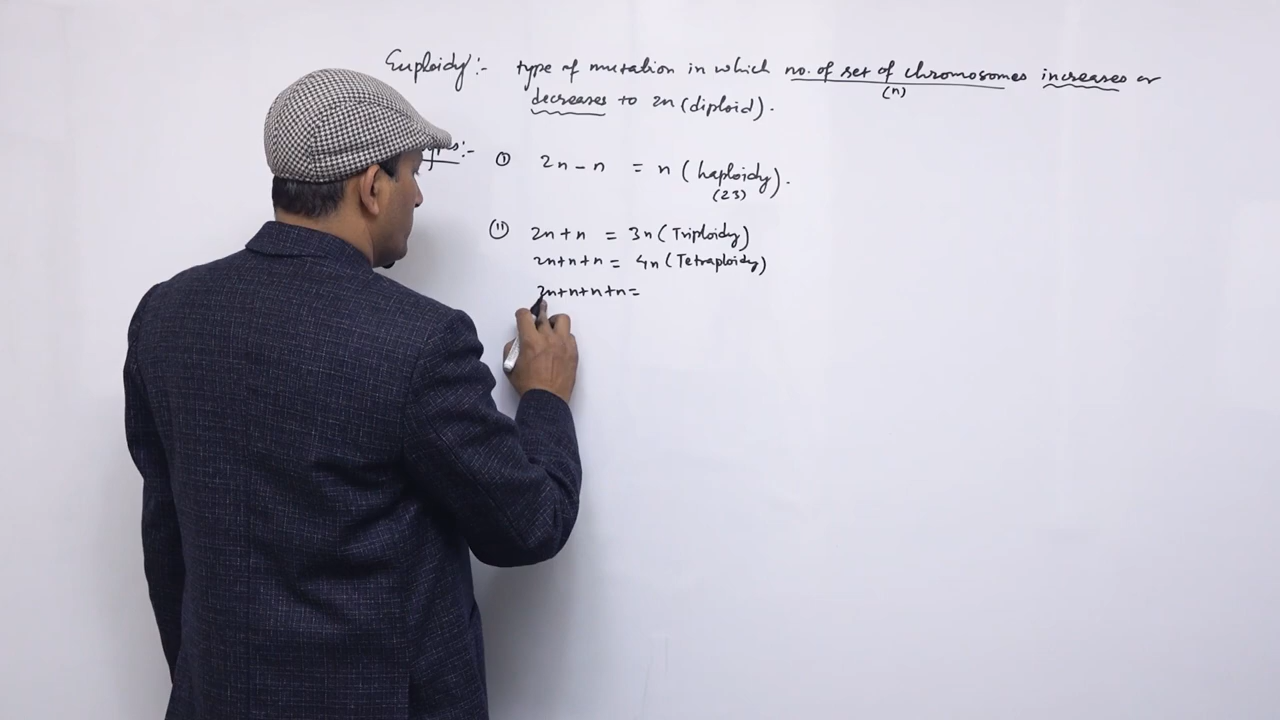 Euploidy:- type of mutation in which no. of set of chromosomes increases or
(n)
decreases to 2n (diploid).
Types:- (I) 2n - n = n (haploidy).
(23)
(II) 2n + n = 3n (Triploidy)
2n+n+n = 4n (Tetraploidy)
2n+n+n+n =